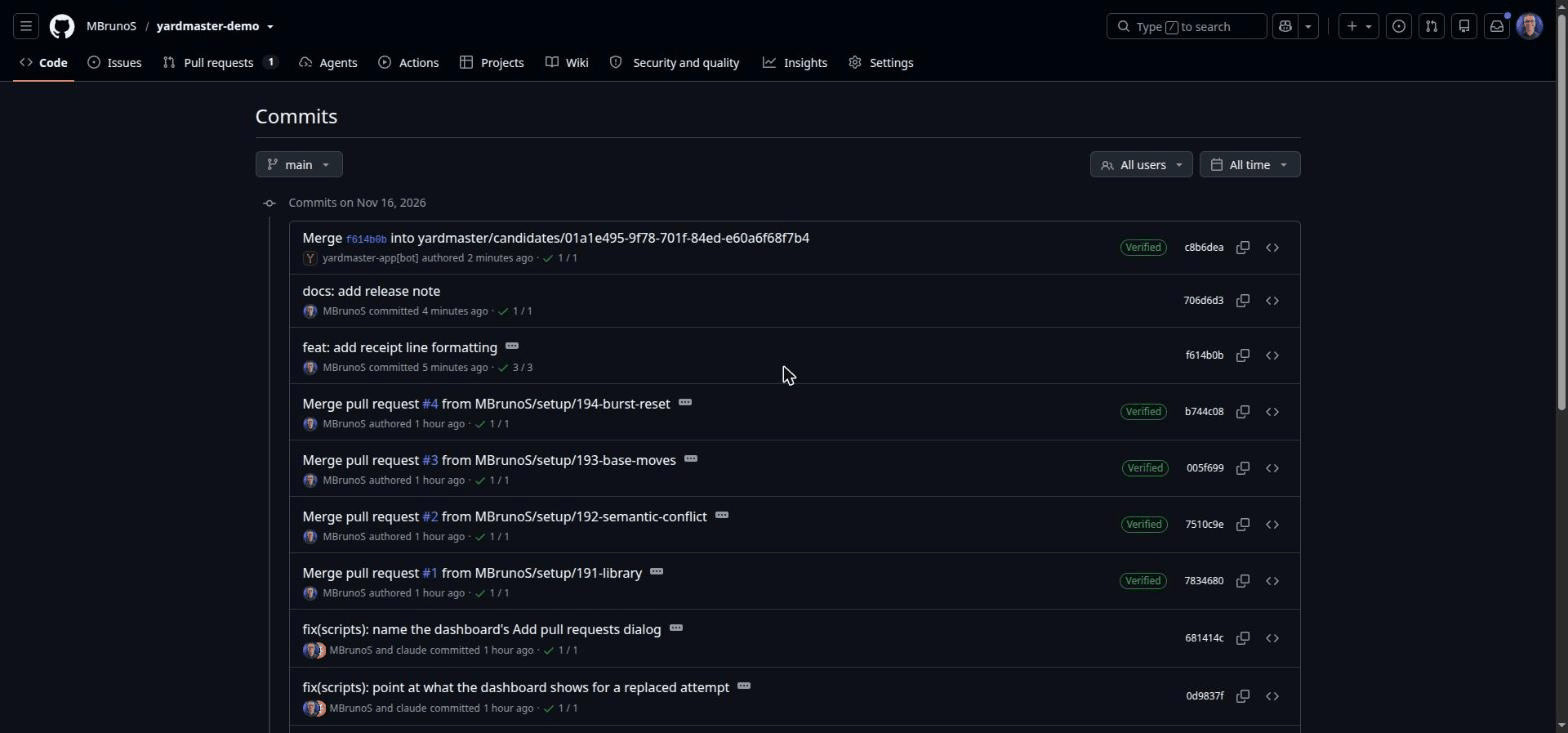 MBrunoS / yardmaster-demo
Type / to search
Code
Issues
Pull requests 1
Agents
Actions
Projects
Wiki
Security and quality
Insights
Settings
Commits
main
All users
All time
Commits on Nov 16, 2026
Merge f614b0b into yardmaster/candidates/01a1e495-9f78-701f-84ed-e60a6f68f7b4
Y yardmaster-app[bot] authored 2 minutes ago · 1 / 1
Verified
c8b6dea
docs: add release note
MBrunoS committed 4 minutes ago · 1 / 1
706d6d3
feat: add receipt line formatting
MBrunoS committed 5 minutes ago · 3 / 3
f614b0b
Merge pull request #4 from MBrunoS/setup/194-burst-reset
MBrunoS authored 1 hour ago · 1 / 1
Verified
b744c08
Merge pull request #3 from MBrunoS/setup/193-base-moves
MBrunoS authored 1 hour ago · 1 / 1
Verified
005f699
Merge pull request #2 from MBrunoS/setup/192-semantic-conflict
MBrunoS authored 1 hour ago · 1 / 1
Verified
7510c9e
Merge pull request #1 from MBrunoS/setup/191-library
MBrunoS authored 1 hour ago · 1 / 1
Verified
7834680
fix(scripts): name the dashboard's Add pull requests dialog
MBrunoS and claude committed 1 hour ago · 1 / 1
681414c
fix(scripts): point at what the dashboard shows for a replaced attempt
MBrunoS and claude committed 1 hour ago · 1 / 1
0d9837f